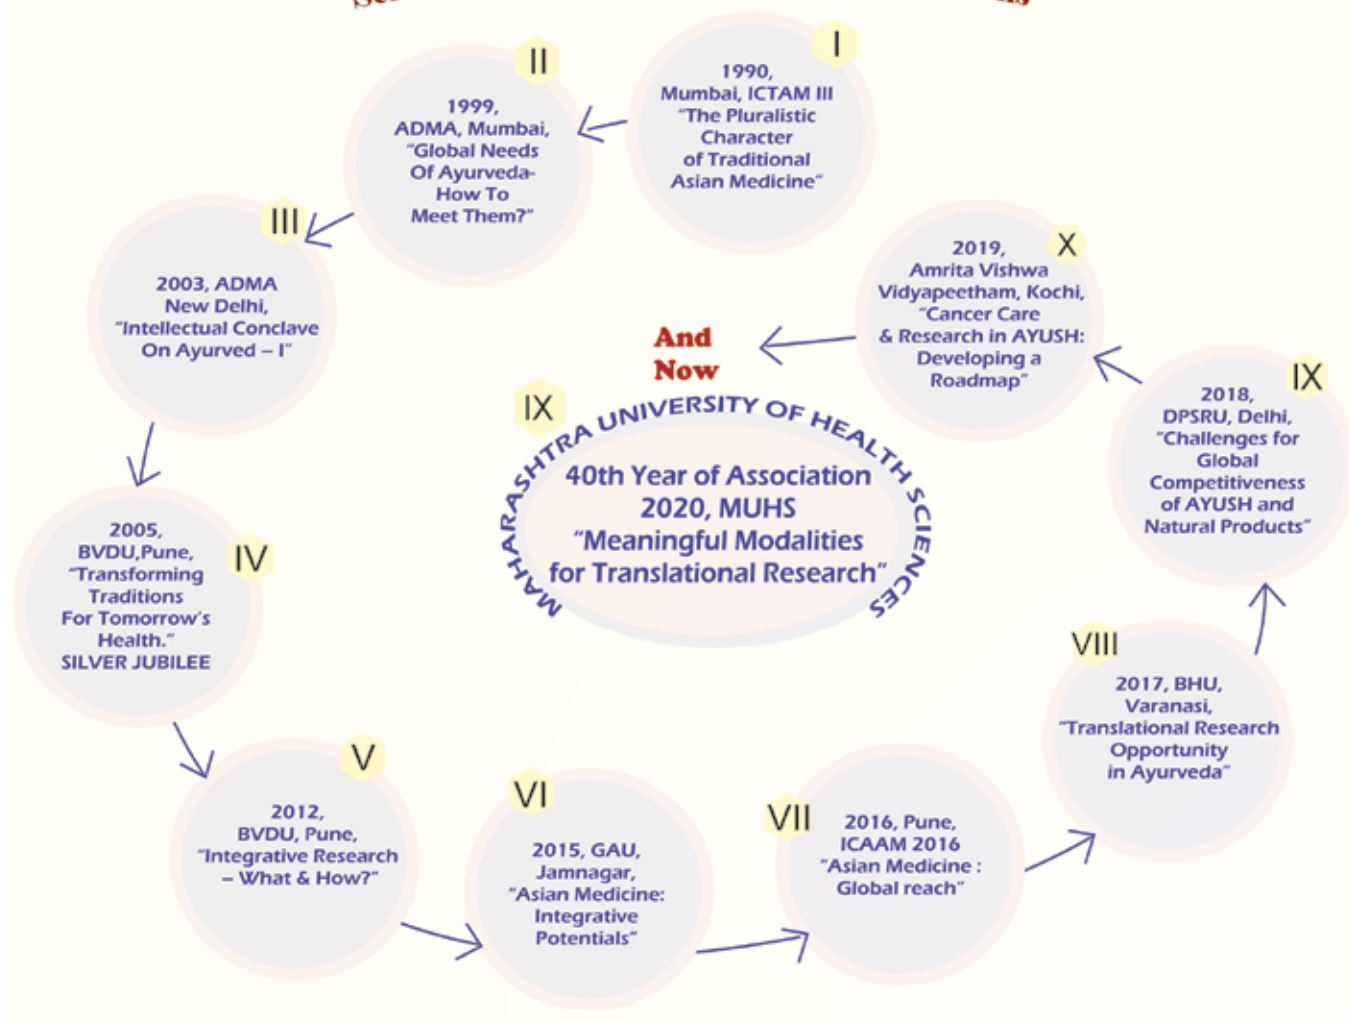 I
1990,
Mumbai, ICTAM III
"The Pluralistic
Character
of Traditional
Asian Medicine"
II
1999,
ADMA, Mumbai,
"Global Needs
Of Ayurveda-
How To
Meet Them?"
III
2003, ADMA
New Delhi,
"Intellectual Conclave
On Ayurved – I"
IV
2005,
BVDU,Pune,
"Transforming
Traditions
For Tomorrow's
Health."
SILVER JUBILEE
V
2012,
BVDU, Pune,
"Integrative Research
– What & How?"
VI
2015, GAU,
Jamnagar,
"Asian Medicine:
Integrative
Potentials"
VII
2016, Pune,
ICAAM 2016
"Asian Medicine :
Global reach"
VIII
2017, BHU,
Varanasi,
"Translational Research
Opportunity
in Ayurveda"
IX
2018,
DPSRU, Delhi,
"Challenges for
Global
Competitiveness
of AYUSH and
Natural Products"
X
2019,
Amrita Vishwa
Vidyapeetham, Kochi,
"Cancer Care
& Research in AYUSH:
Developing a
Roadmap"
And
Now
IX
MAHARASHTRA UNIVERSITY OF HEALTH SCIENCES
40th Year of Association
2020, MUHS
"Meaningful Modalities
for Translational Research"